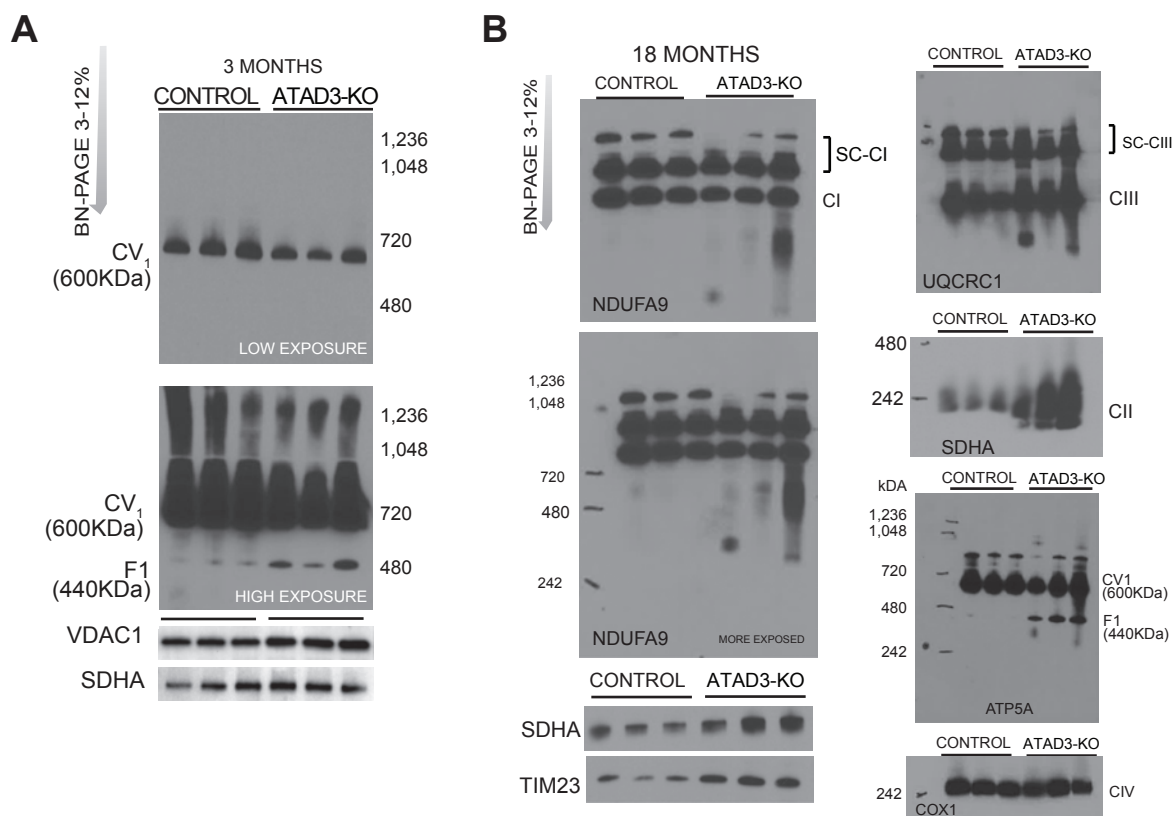 A
BN-PAGE 3-12%
3 MONTHS
CONTROL ATAD3-KO
1,236
1,048
720
480
CV1
(600KDa)
LOW EXPOSURE
1,236
1,048
720
480
CV1
(600KDa)
F1
(440KDa)
HIGH EXPOSURE
VDAC1
SDHA
B
BN-PAGE 3-12%
18 MONTHS
CONTROL ATAD3-KO
SC-CI
CI
NDUFA9
1,236
1,048
720
480
242
NDUFA9
MORE EXPOSED
CONTROL ATAD3-KO
SDHA
TIM23
CONTROL ATAD3-KO
SC-CIII
CIII
UQCRC1
CONTROL ATAD3-KO
480
242
CII
SDHA
kDA
CONTROL ATAD3-KO
1,236
1,048
720
480
242
CV1
(600KDa)
F1
(440KDa)
ATP5A
CONTROL ATAD3-KO
242
CIV
COX1